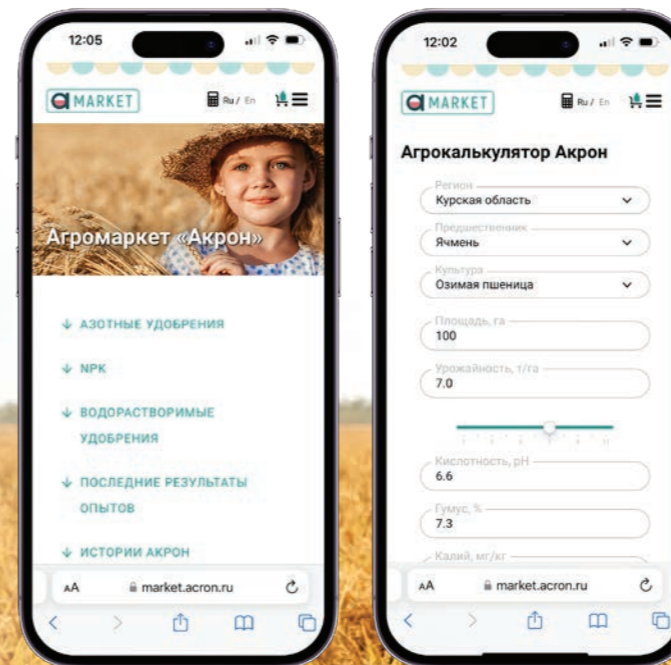 12:05
MARKET
Ru / En
Агромаркет «Акрон»
АЗОТНЫЕ УДОБРЕНИЯ
NPK
ВОДОРАСТВОРИМЫЕ
УДОБРЕНИЯ
ПОСЛЕДНИЕ РЕЗУЛЬТАТЫ
ОПЫТОВ
ИСТОРИИ АКРОН
AA
market.acron.ru
12:02
MARKET
Ru / En
Агрокалькулятор Акрон
Регион
Курская область
Предшественник
Ячмень
Культура
Озимая пшеница
Площадь, га
100
Урожайность, т/га
7.0
Кислотность, pH
6.6
Гумус, %
7.3
Калий, мг/кг
AA
market.acron.ru